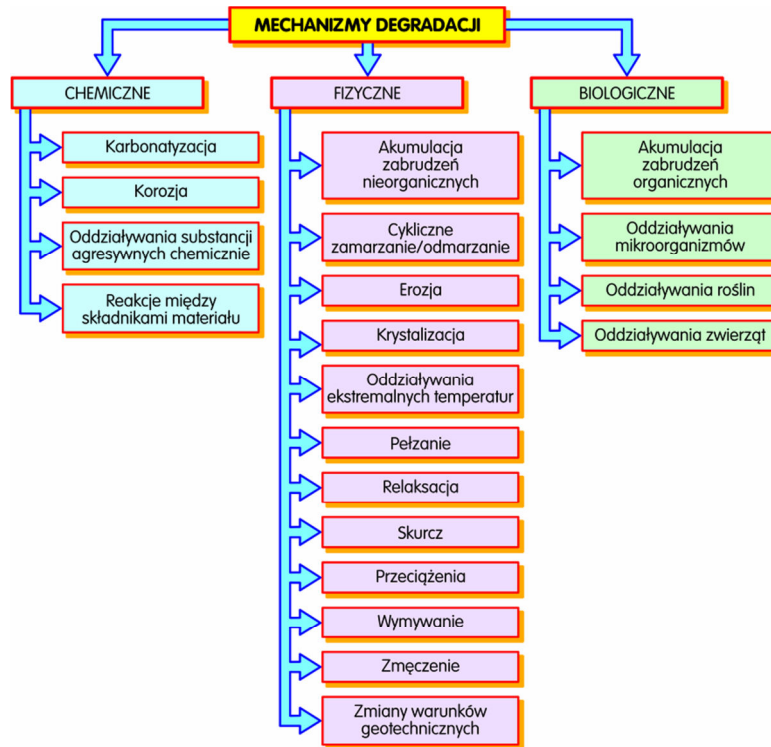 MECHANIZMY DEGRADACJI
CHEMICZNE
Karbonatyzacja
Korozja
Oddziaływania substancji
agresywnych chemicznie
Reakcje między
składnikami materiału
FIZYCZNE
Akumulacja
zabrudzeń
nieorganicznych
Cykliczne
zamarzanie/odmarzanie
Erozja
Krystalizacja
Oddziaływania
ekstremalnych temperatur
Pełzanie
Relaksacja
Skurcz
Przeciążenia
Wymywanie
Zmęczenie
Zmiany warunków
geotechnicznych
BIOLOGICZNE
Akumulacja
zabrudzeń
organicznych
Oddziaływania
mikroorganizmów
Oddziaływania roślin
Oddziaływania zwierząt